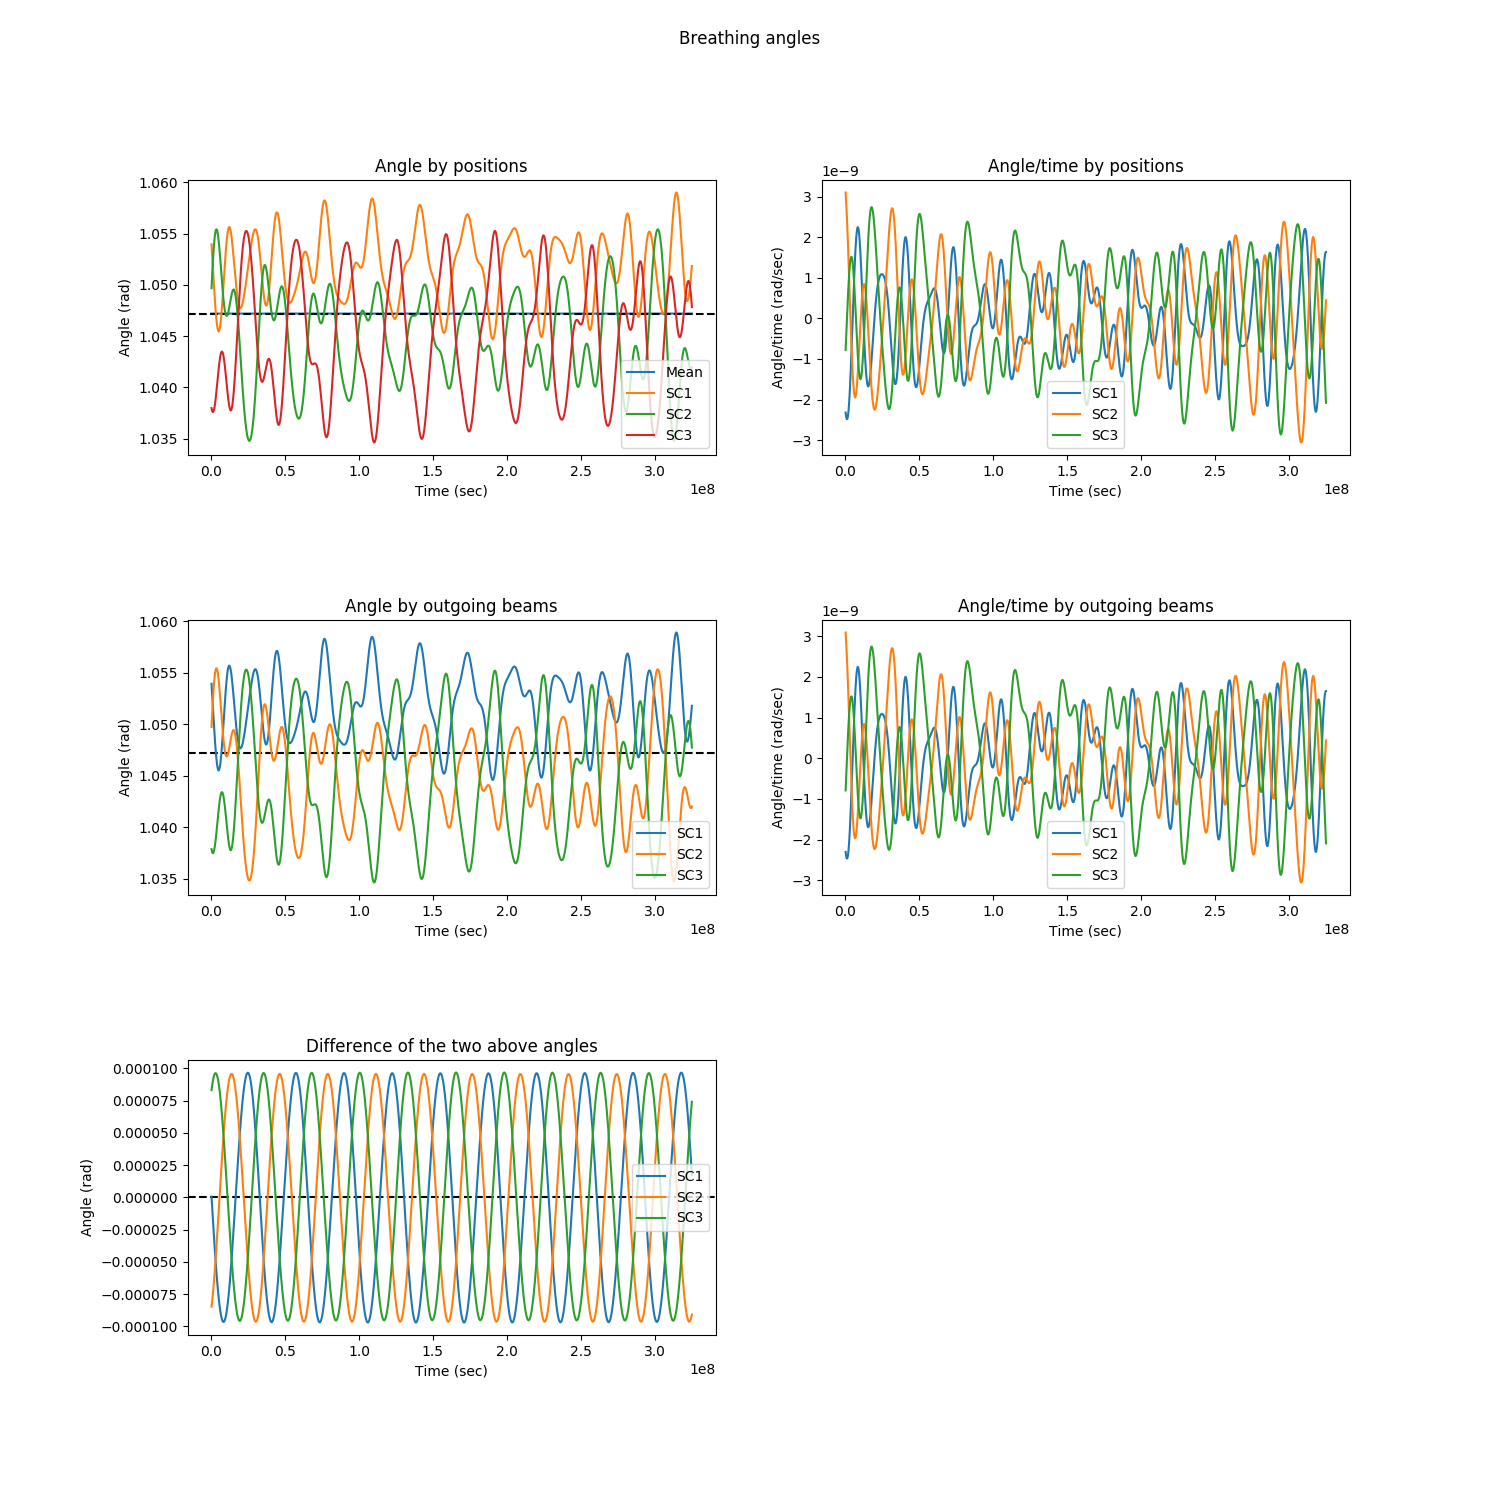 Breathing angles
Angle by positions
Angle (rad)
1.060
1.055
1.050
1.045
1.040
1.035
Mean
SC1
SC2
SC3
0.0 0.5 1.0 1.5 2.0 2.5 3.0
1e8
Time (sec)
Angle/time by positions
1e−9
Angle/time (rad/sec)
3
2
1
0
−1
−2
−3
SC1
SC2
SC3
0.0 0.5 1.0 1.5 2.0 2.5 3.0
1e8
Time (sec)
Angle by outgoing beams
Angle (rad)
1.060
1.055
1.050
1.045
1.040
1.035
SC1
SC2
SC3
0.0 0.5 1.0 1.5 2.0 2.5 3.0
1e8
Time (sec)
Angle/time by outgoing beams
1e−9
Angle/time (rad/sec)
3
2
1
0
−1
−2
−3
SC1
SC2
SC3
0.0 0.5 1.0 1.5 2.0 2.5 3.0
1e8
Time (sec)
Difference of the two above angles
Angle (rad)
0.000100
0.000075
0.000050
0.000025
0.000000
−0.000025
−0.000050
−0.000075
−0.000100
SC1
SC2
SC3
0.0 0.5 1.0 1.5 2.0 2.5 3.0
1e8
Time (sec)